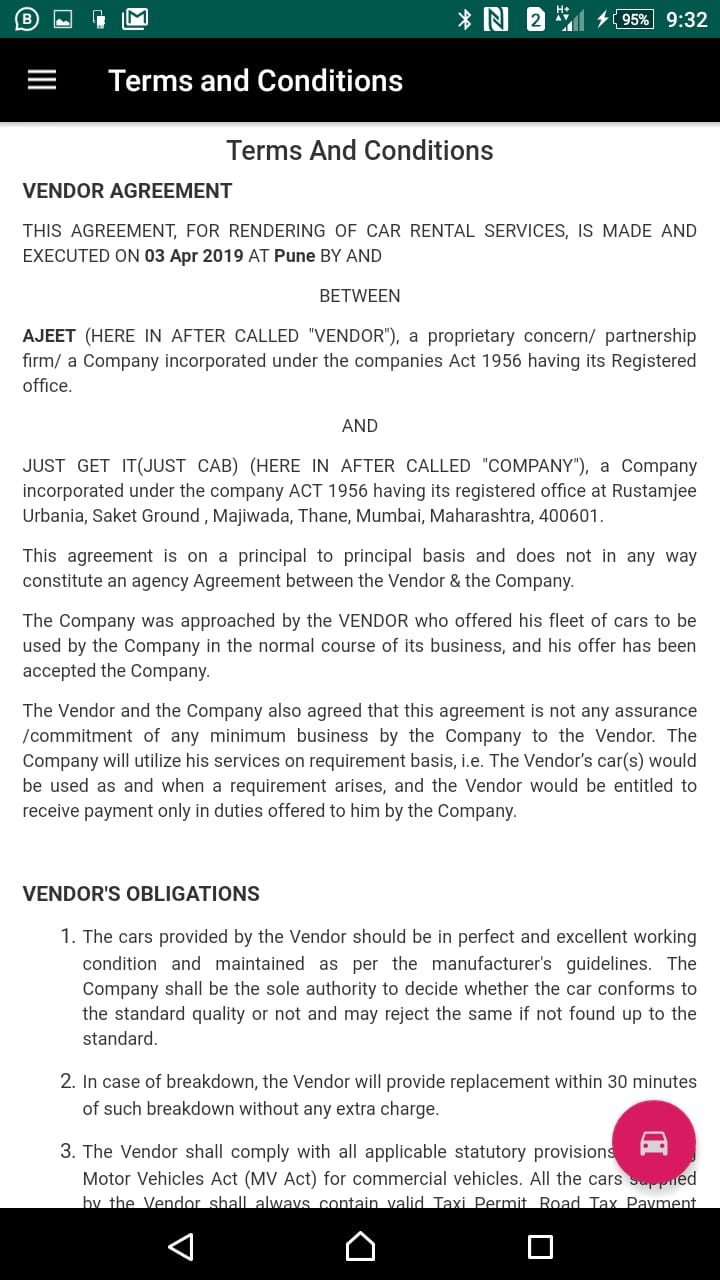 95% 9:32
Terms and Conditions
Terms And Conditions
VENDOR AGREEMENT
THIS AGREEMENT, FOR RENDERING OF CAR RENTAL SERVICES, IS MADE AND
EXECUTED ON 03 Apr 2019 AT Pune BY AND
BETWEEN
AJEET (HERE IN AFTER CALLED "VENDOR"), a proprietary concern/ partnership
firm/ a Company incorporated under the companies Act 1956 having its Registered
office.
AND
JUST GET IT(JUST CAB) (HERE IN AFTER CALLED "COMPANY"), a Company
incorporated under the company ACT 1956 having its registered office at Rustamjee
Urbania, Saket Ground , Majiwada, Thane, Mumbai, Maharashtra, 400601.
This agreement is on a principal to principal basis and does not in any way
constitute an agency Agreement between the Vendor & the Company.
The Company was approached by the VENDOR who offered his fleet of cars to be
used by the Company in the normal course of its business, and his offer has been
accepted the Company.
The Vendor and the Company also agreed that this agreement is not any assurance
/commitment of any minimum business by the Company to the Vendor. The
Company will utilize his services on requirement basis, i.e. The Vendor’s car(s) would
be used as and when a requirement arises, and the Vendor would be entitled to
receive payment only in duties offered to him by the Company.
VENDOR'S OBLIGATIONS
1. The cars provided by the Vendor should be in perfect and excellent working
condition and maintained as per the manufacturer's guidelines. The
Company shall be the sole authority to decide whether the car conforms to
the standard quality or not and may reject the same if not found up to the
standard.
2. In case of breakdown, the Vendor will provide replacement within 30 minutes
of such breakdown without any extra charge.
3. The Vendor shall comply with all applicable statutory provisions
Motor Vehicles Act (MV Act) for commercial vehicles. All the cars supplied
by the Vendor shall always contain valid Taxi Permit, Road Tax Payment